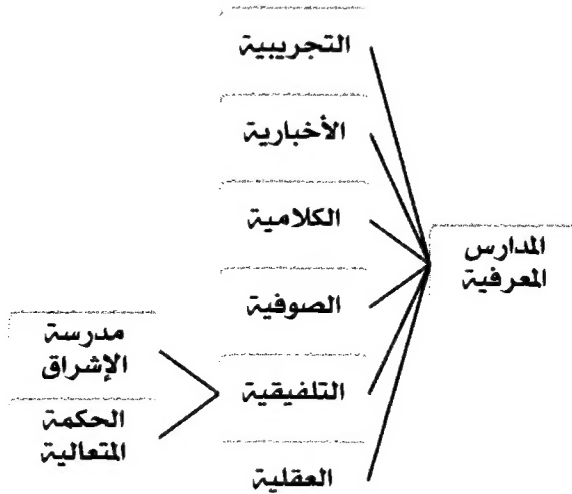 المدارس
المعرفية
التجريبية
الأخبارية
الكلامية
الصوفية
التلفيقية
العقلية
مدرسة
الإشراق
الحكمة
المتعالية